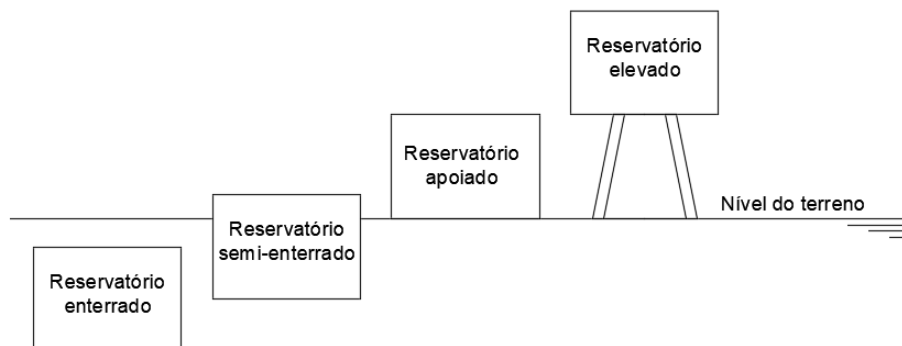 Reservatório
elevado
Reservatório
apoiado
Nível do terreno
Reservatório
semi-enterrado
Reservatório
enterrado